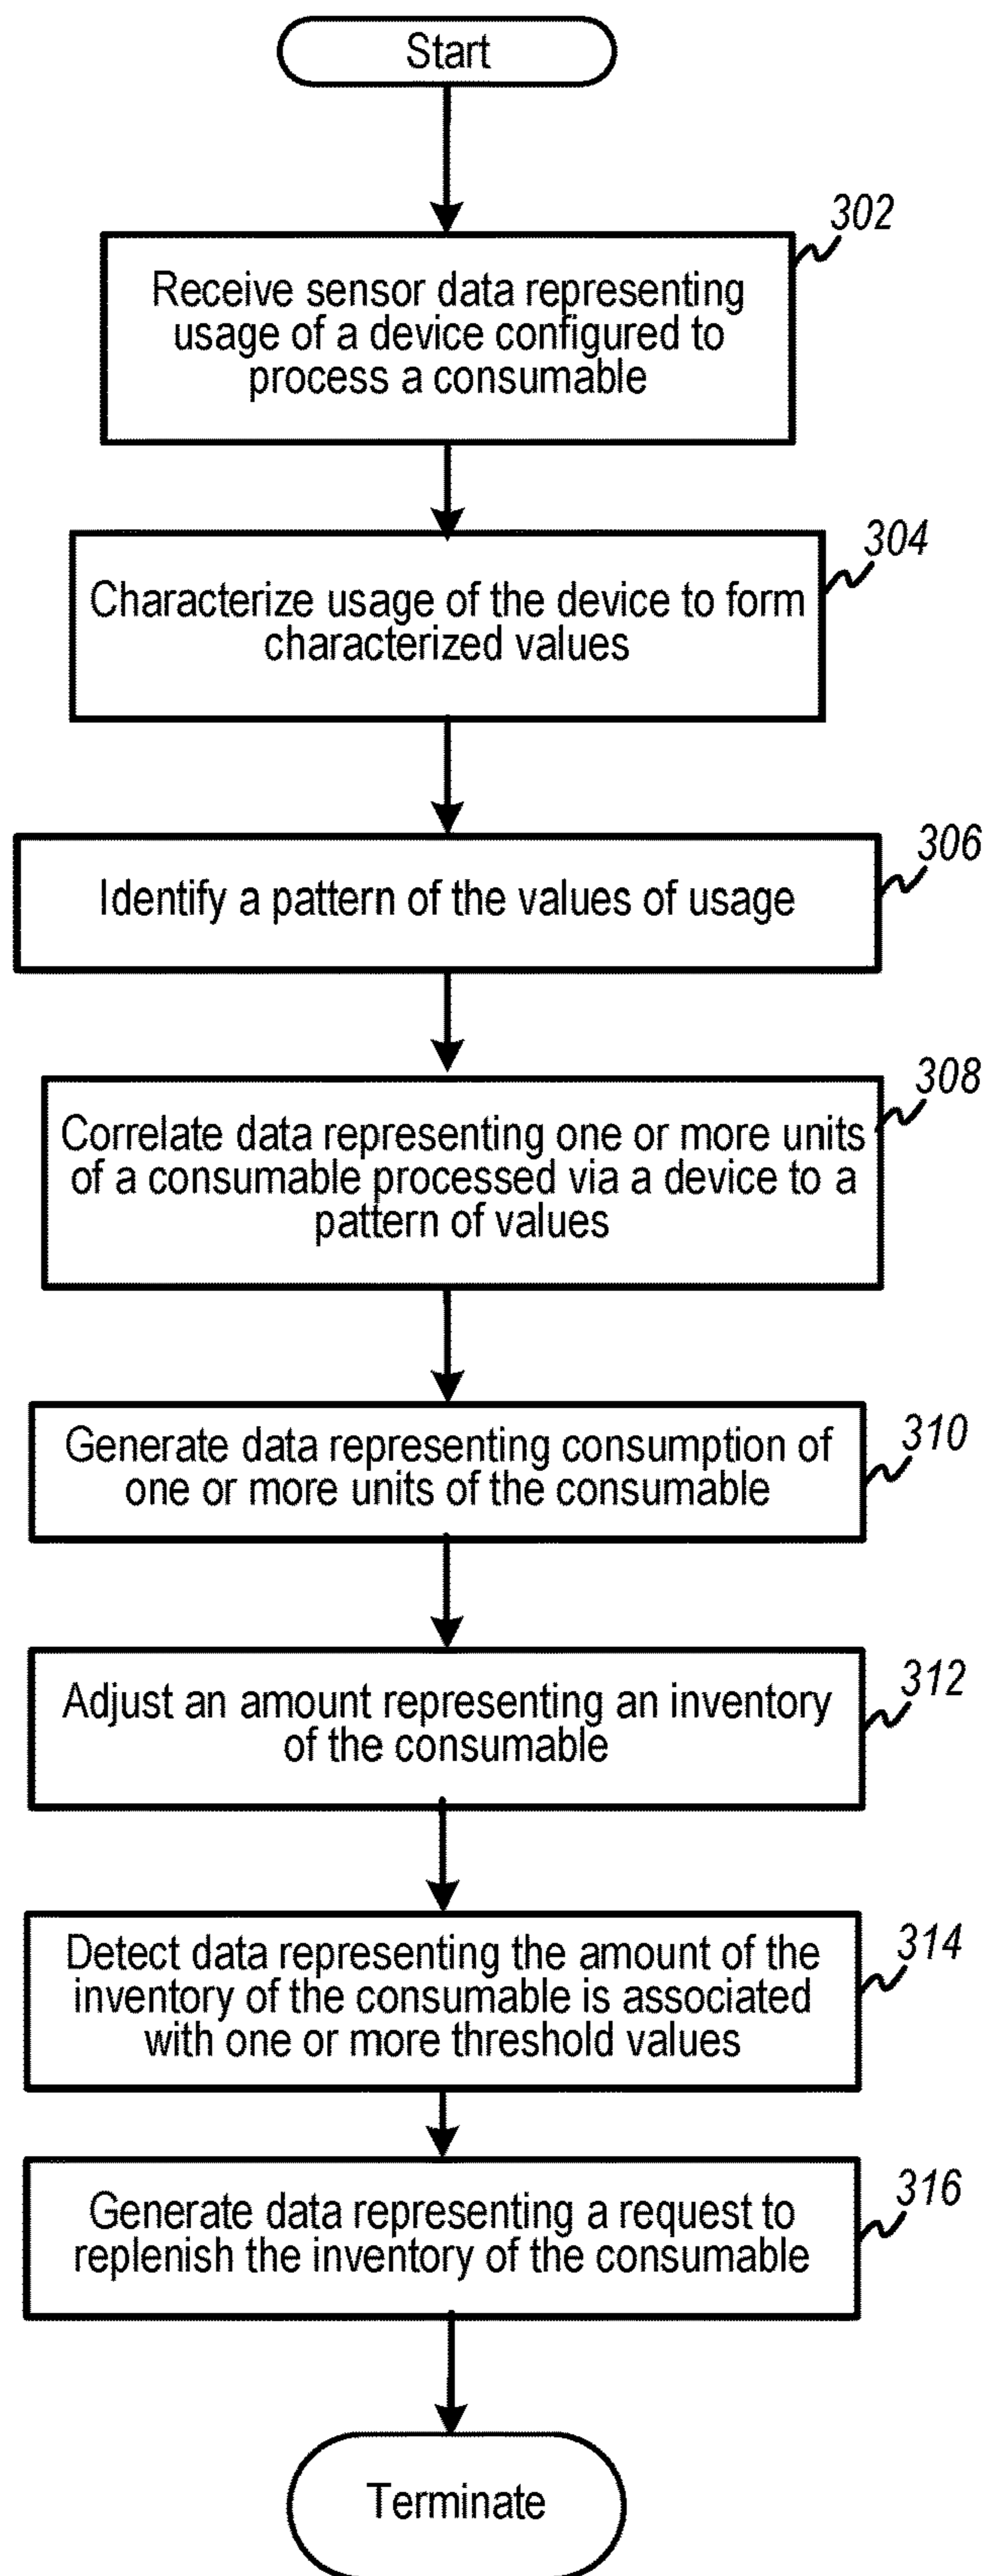 Start
302
Receive sensor data representing
usage of a device configured to
process a consumable
304
Characterize usage of the device to form
characterized values
306
Identify a pattern of the values of usage
308
Correlate data representing one or more units
of a consumable processed via a device to a
pattern of values
310
Generate data representing consumption of
one or more units of the consumable
312
Adjust an amount representing an inventory
of the consumable
314
Detect data representing the amount of the
inventory of the consumable is associated
with one or more threshold values
316
Generate data representing a request to
replenish the inventory of the consumable
Terminate